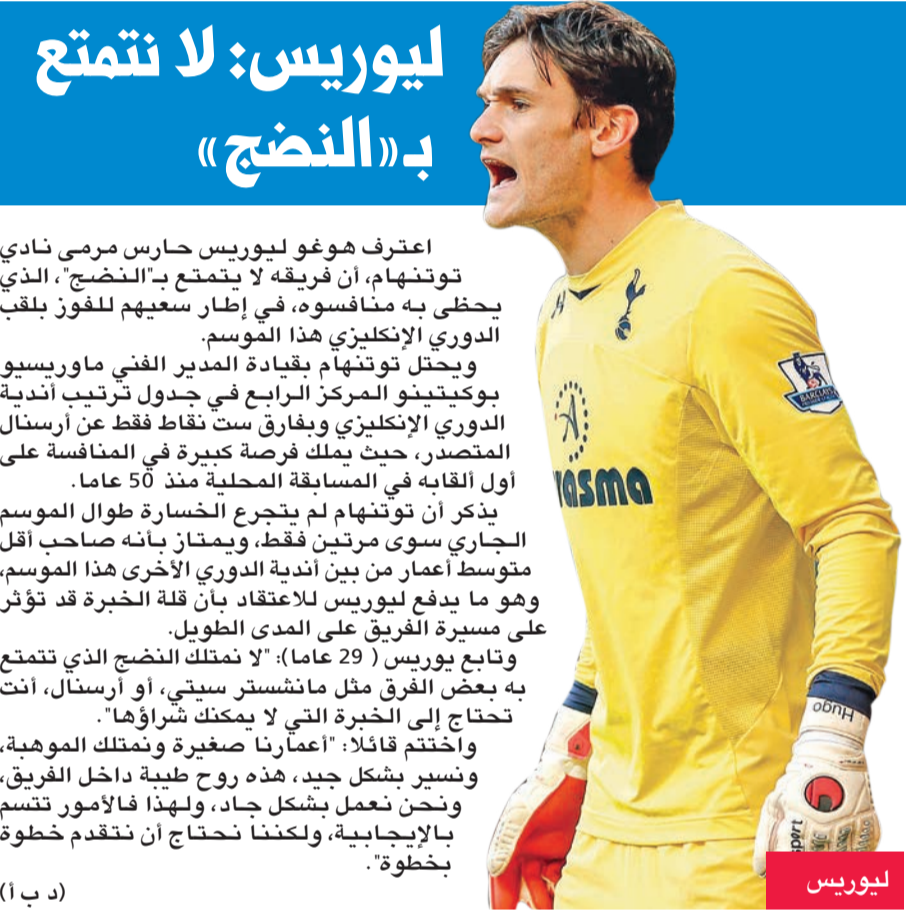 ليوريس: لا نتمتع
بـ«النضج»
اعترف هوغو ليوريس حارس مرمى نادي
توتنهام، أن فريقه لا يتمتع بـ"النضج"، الذي
يحظى به منافسوه، في إطار سعيهم للفوز بلقب
الدوري الإنكليزي هذا الموسم.
ويحتل توتنهام بقيادة المدير الفني ماوريسيو
بوكيتينو المركز الرابع في جدول ترتيب أندية
الدوري الإنكليزي وبفارق ست نقاط فقط عن أرسنال
المتصدر، حيث يملك فرصة كبيرة في المنافسة على
أول ألقابه في المسابقة المحلية منذ 50 عاما.
يذكر أن توتنهام لم يتجرع الخسارة طوال الموسم
الجاري سوى مرتين فقط، ويمتاز بأنه صاحب أقل
متوسط أعمار من بين أندية الدوري الأخرى هذا الموسم،
وهو ما يدفع ليوريس للاعتقاد بأن قلة الخبرة قد تؤثر
على مسيرة الفريق على المدى الطويل.
وتابع يوريس ( 29 عاما): "لا نمتلك النضج الذي تتمتع
به بعض الفرق مثل مانشستر سيتي، أو أرسنال، أنت
تحتاج إلى الخبرة التي لا يمكنك شراؤها".
واختتم قائلا: "أعمارنا صغيرة ونمتلك الموهبة،
ونسير بشكل جيد، هذه روح طيبة داخل الفريق،
ونحن نعمل بشكل جاد، ولهذا فالأمور تتسم
بالإيجابية، ولكننا نحتاج أن نتقدم خطوة
بخطوة".
(د ب أ)
BARCLAYS
asma
Hugo
sport
ليوريس